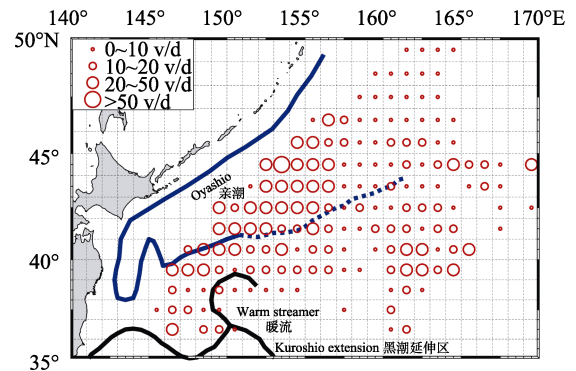 140° 145° 150° 155° 160° 165° 170°E
50°N
0~10 v/d
10~20 v/d
20~50 v/d
>50 v/d
45°
Oyashio
亲潮
40°
Warm streamer
暖流
Kuroshio extension 黑潮延伸区
35°